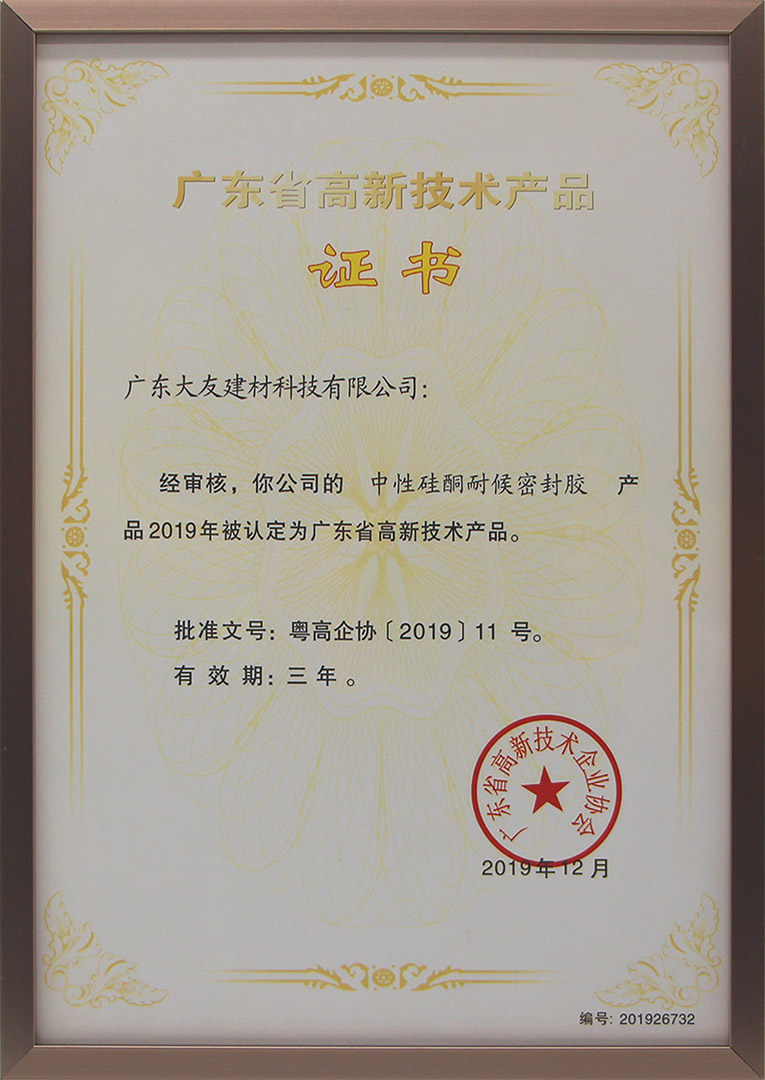 广东省高新技术产品
证书
广东大友建材科技有限公司：
经审核，你公司的 中性硅酮耐候密封胶 产
品2019年被认定为广东省高新技术产品。
批准文号：粤高企协〔2019〕11 号。
有 效 期：三 年 。
广东省高新技术企业协会
2019年12月
编号: 201926732